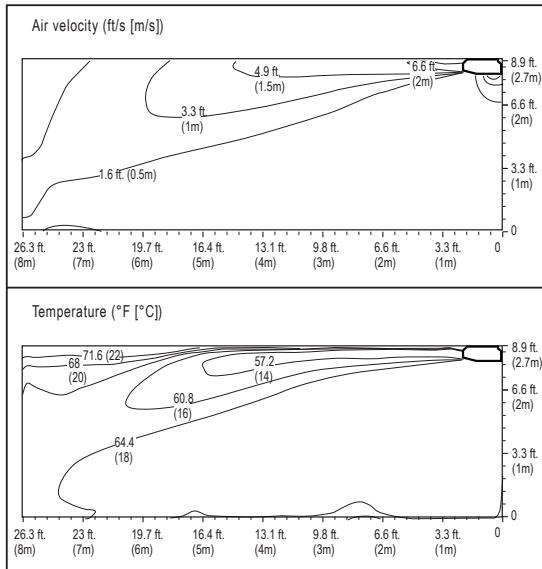 Air velocity (ft/s [m/s])
8.9 ft.
(2.7m)
6.6 ft.
(2m)
4.9 ft.
(1.5m)
6.6 ft.
(2m)
3.3 ft.
(1m)
3.3 ft.
(1m)
1.6 ft. (0.5m)
0
26.3 ft. 23 ft. 19.7 ft. 16.4 ft. 13.1 ft. 9.8 ft. 6.6 ft. 3.3 ft. 0
(8m) (7m) (6m) (5m) (4m) (3m) (2m) (1m)
Temperature (°F [°C])
8.9 ft.
(2.7m)
71.6 (22)
68
(20)
57.2
(14)
6.6 ft.
(2m)
60.8
(16)
64.4
(18)
3.3 ft.
(1m)
0
26.3 ft. 23 ft. 19.7 ft. 16.4 ft. 13.1 ft. 9.8 ft. 6.6 ft. 3.3 ft. 0
(8m) (7m) (6m) (5m) (4m) (3m) (2m) (1m)